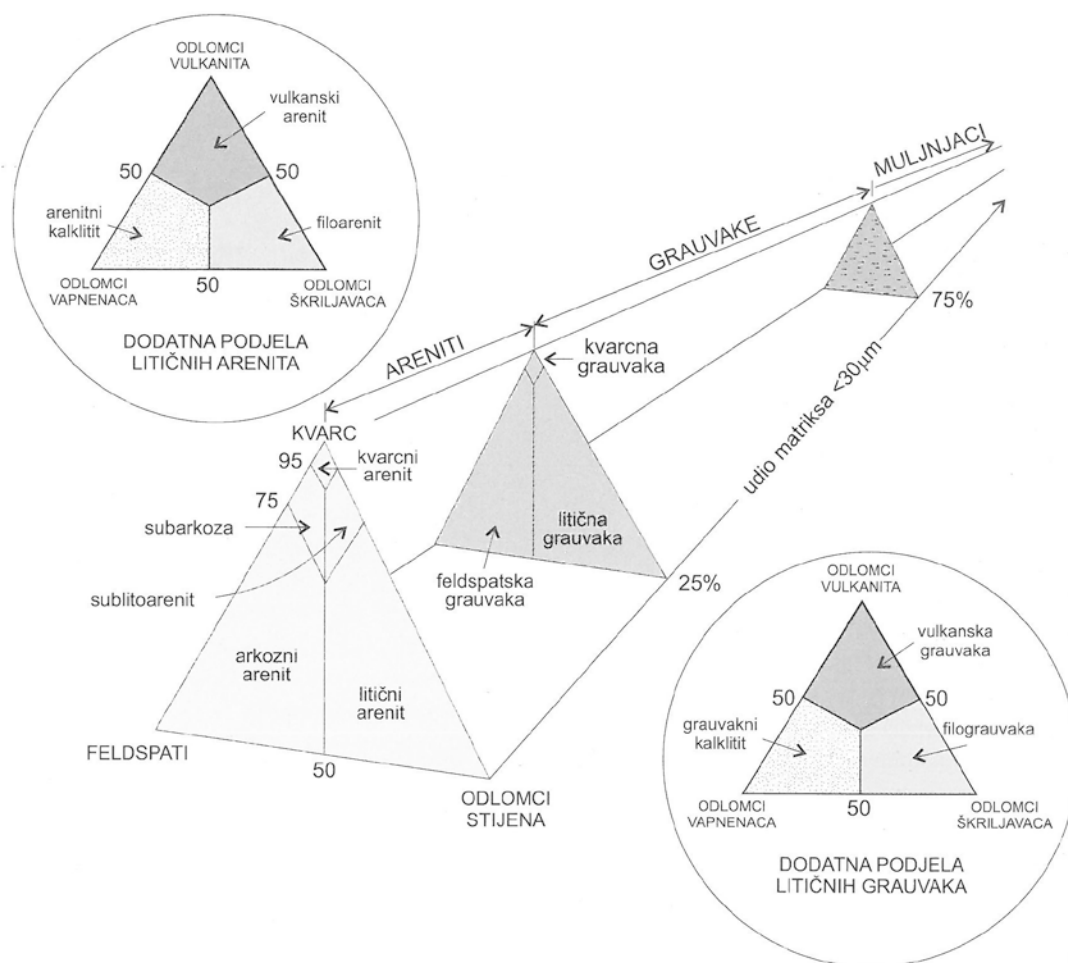 ODLOMCI
VULKANITA
vulkanski
arenit
50
50
arenitni
kalklitit
filoarenit
ODLOMCI
VAPNENACA
50
ODLOMCI
ŠKRILJAVACA
DODATNA PODJELA
LITIČNIH ARENITA
MULJNJACI
GRAUVAKE
ARENITI
75%
kvarcna
grauvaka
KVARC
95
kvarcni
arenit
75
subarkoza
udio matriksa <30µm
litična
grauvaka
feldspatska
grauvaka
25%
sublitoarenit
arkozni
arenit
litični
arenit
FELDSPATI
50
ODLOMCI
STIJENA
ODLOMCI
VULKANITA
vulkanska
grauvaka
50
50
grauvakni
kalklitit
filograuvaka
ODLOMCI
VAPNENACA
50
ODLOMCI
ŠKRILJAVACA
DODATNA PODJELA
LITIČNIH GRAUVAKA